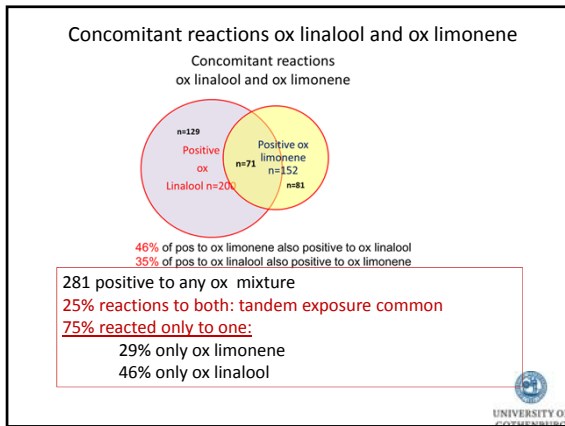 Concomitant reactions ox linalool and ox limonene
Concomitant reactions
ox linalool and ox limonene
n=129
Positive
ox
Linalool n=200
n=71
Positive ox
limonene
n=152
n=81
46% of pos to ox limonene also positive to ox linalool
35% of pos to ox linalool also positive to ox limonene
281 positive to any ox mixture
25% reactions to both: tandem exposure common
75% reacted only to one:
29% only ox limonene
46% only ox linalool
UNIVERSITY OF
GOTHENBURG